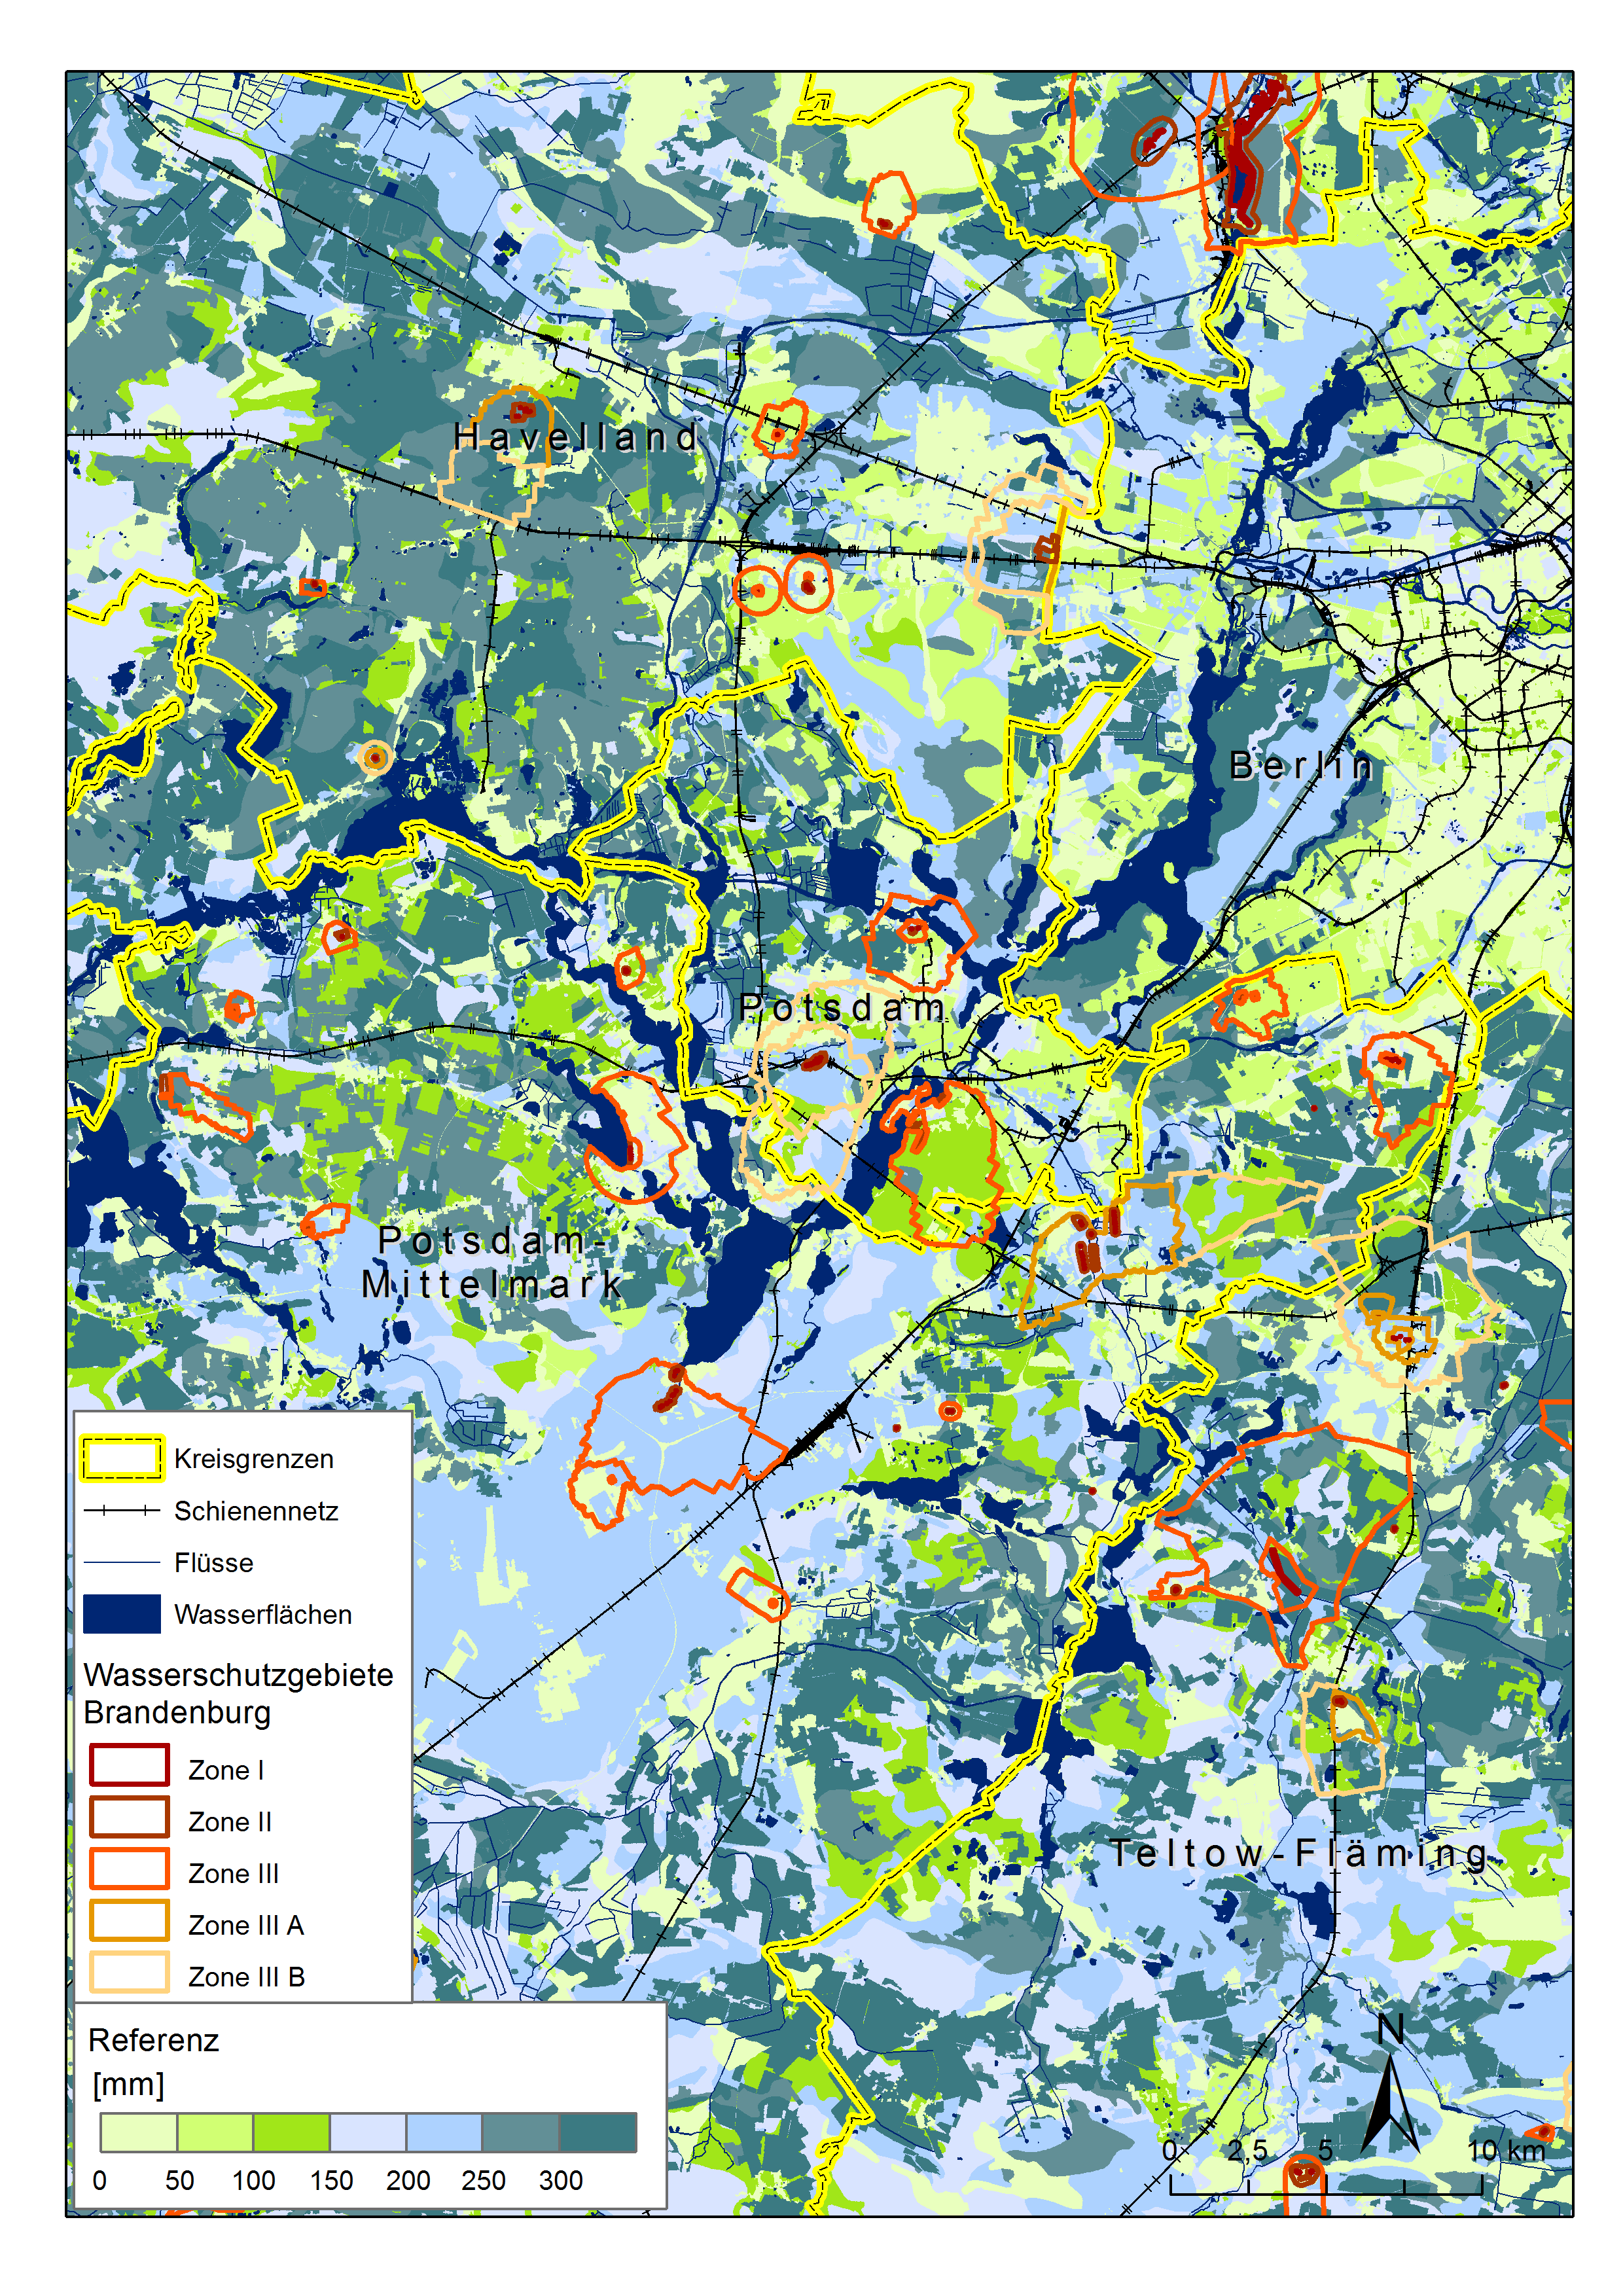 Havelland
Berlin
Potsdam
Potsdam-
Mittelmark
Teltow-Fläming
Kreisgrenzen
Schienennetz
Flüsse
Wasserflächen
Wasserschutzgebiete
Brandenburg
Zone I
Zone II
Zone III
Zone III A
Zone III B
Referenz
[mm]
0 50 100 150 200 250 300
N
0 2,5 5 10 km